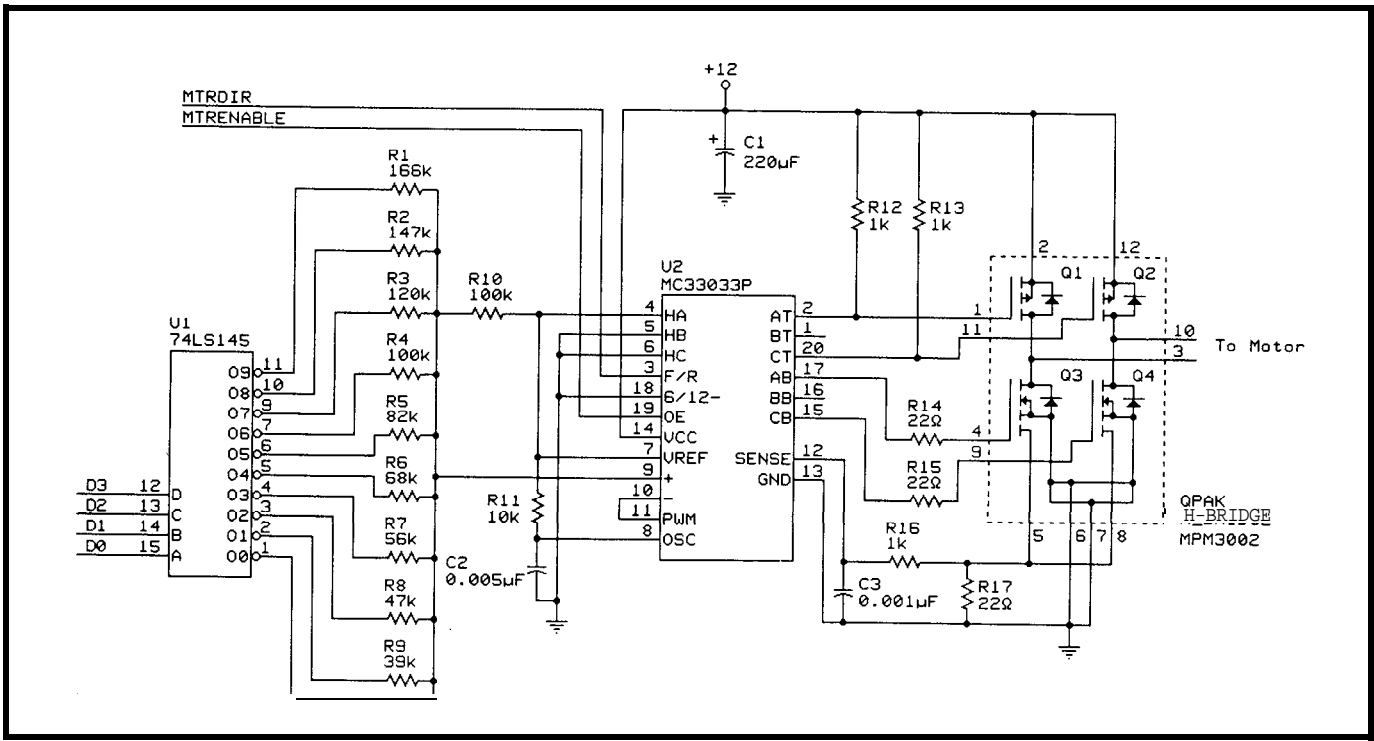 +12
MTRDIR
MTRENABLE
+
C1
220µF
R1
166k
R2
147k
R3
120k
R4
100k
R5
82k
R6
68k
R7
56k
R8
47k
R9
39k
U1
74LS145
O9 11
O8 10
O7 9
O6 7
O5 6
O4 5
O3 4
O2 3
O1 2
O0 1
D3 12 D
D2 13 C
D1 14 B
D0 15 A
R10
100k
R11
10k
C2
0.005µF
U2
MC33033P
4 HA
5 HB
6 HC
3 F/R
18 6/12-
19 OE
14 VCC
7 VREF
9 +
10 -
11 PWM
8 OSC
AT 2
BT 1
CT 20
AB 17
BB 16
CB 15
SENSE 12
GND 13
R12
1k
R13
1k
R14
22Ω
R15
22Ω
R16
1k
C3
0.001µF
R17
22Ω
2
12
Q1
Q2
1
11
10
3
To Motor
Q3
Q4
4
9
5 6 7 8
QPAK
H-BRIDGE
MPM3002